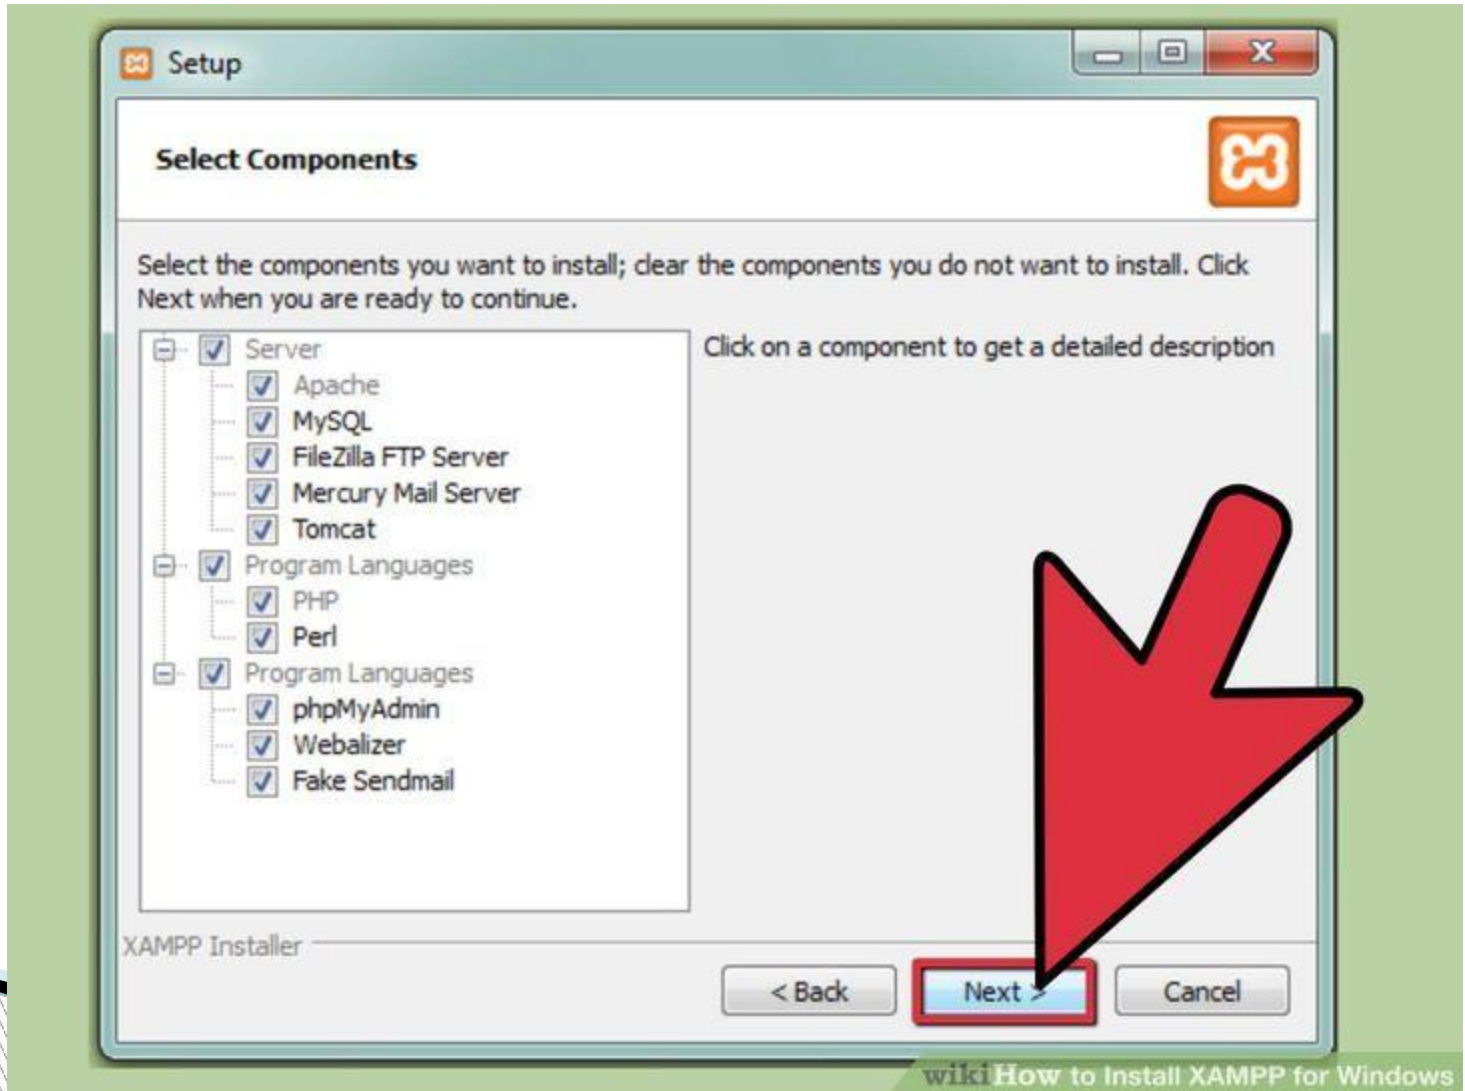 Setup
Select Components
Select the components you want to install; clear the components you do not want to install. Click
Next when you are ready to continue.
Server
Apache
MySQL
FileZilla FTP Server
Mercury Mail Server
Tomcat
Program Languages
PHP
Perl
Program Languages
phpMyAdmin
Webalizer
Fake Sendmail
Click on a component to get a detailed description
XAMPP Installer
< Back
Next >
Cancel
wikiHow to Install XAMPP for Windows